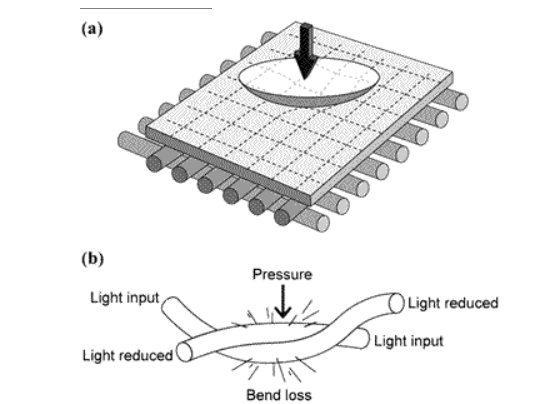 (a)
(b)
Pressure
Light input
Light reduced
Light reduced
Light input
Bend loss